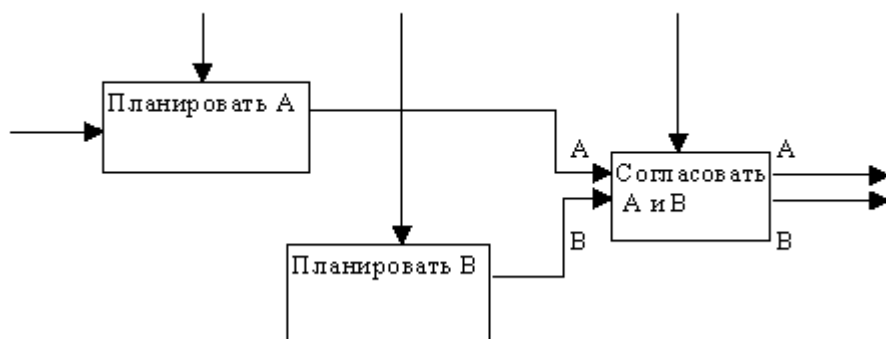 Планировать А
А
А
Согласовать
А и В
В
В
Планировать В